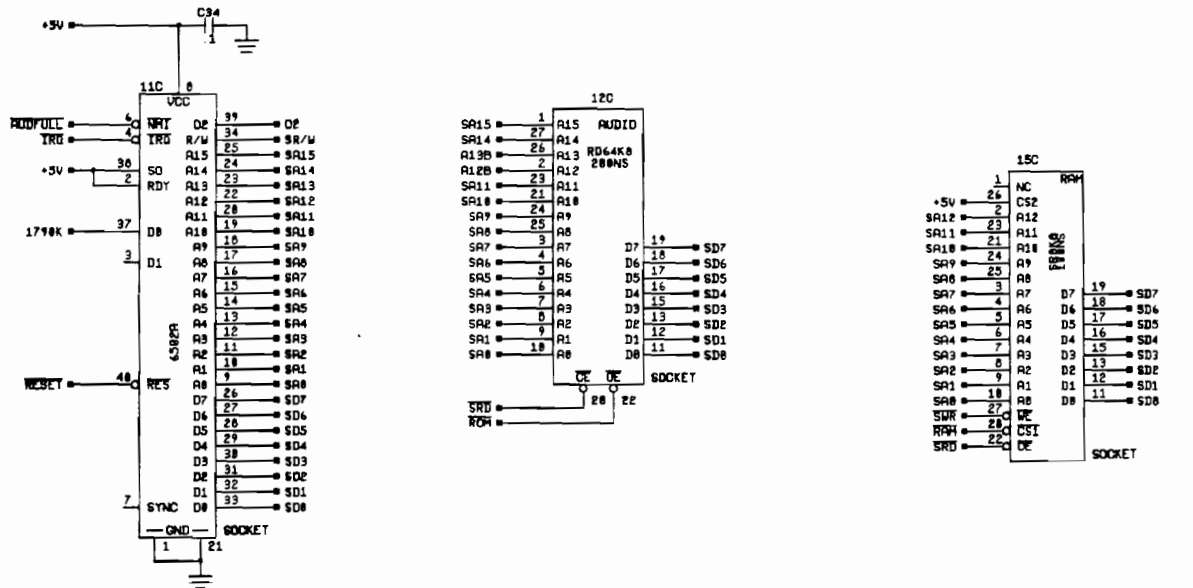 +5V
C34
.1
11C 8
VCC
AUDFULL 6 NMI 02 39 02
IRQ 4 IRQ R/W 34 SR/W
A15 25 SA15
+5V 38 SO A14 24 SA14
2 RDY A13 23 SA13
A12 22 SA12
A11 20 SA11
1790K 37 D0 A10 19 SA10
A9 18 SA9
3 D1 A8 17 SA8
A7 16 SA7
A6 15 SA6
A5 14 SA5
A4 13 SA4
A3 12 SA3
A2 11 SA2
A1 10 SA1
RESET 40 RES A0 9 SA0
D7 26 SD7
D6 27 SD6
D5 28 SD5
D4 29 SD4
D3 30 SD3
D2 31 SD2
D1 32 SD1
7 SYNC D0 33 SD0
6502A
GND SOCKET
1 21
12C
SA15 1 A15 AUDIO
SA14 27 A14
A13B 26 A13 RO64K8
A12B 2 A12 200NS
SA11 23 A11
SA10 21 A10
SA9 24 A9
SA8 25 A8
SA7 3 A7 D7 19 SD7
SA6 4 A6 D6 18 SD6
SA5 5 A5 D5 17 SD5
SA4 6 A4 D4 16 SD4
SA3 7 A3 D3 15 SD3
SA2 8 A2 D2 13 SD2
SA1 9 A1 D1 12 SD1
SA0 10 A0 D0 11 SD0
CE OE SOCKET
SRD 20 22
ROM
15C
1 NC RAM
+5V 26 CS2
SA12 2 A12
SA11 23 A11
SA10 21 A10
SA9 24 A9
SA8 25 A8
SA7 3 A7 D7 19 SD7
SA6 4 A6 D6 18 SD6
SA5 5 A5 D5 17 SD5
SA4 6 A4 D4 16 SD4
SA3 7 A3 D3 15 SD3
SA2 8 A2 D2 13 SD2
SA1 9 A1 D1 12 SD1
SA0 10 A0 D0 11 SD0
SWR 27 WE
RAM 20 CS1
SRD 22 OE
SOCKET